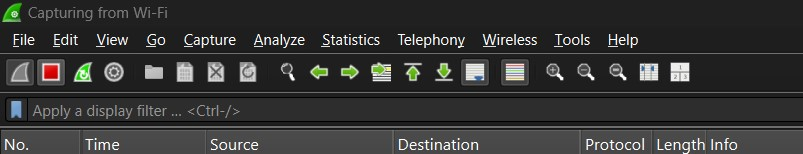 Capturing from Wi-Fi
File Edit View Go Capture Analyze Statistics Telephony Wireless Tools Help
Apply a display filter ... <Ctrl-/>
No. Time Source Destination Protocol Length Info